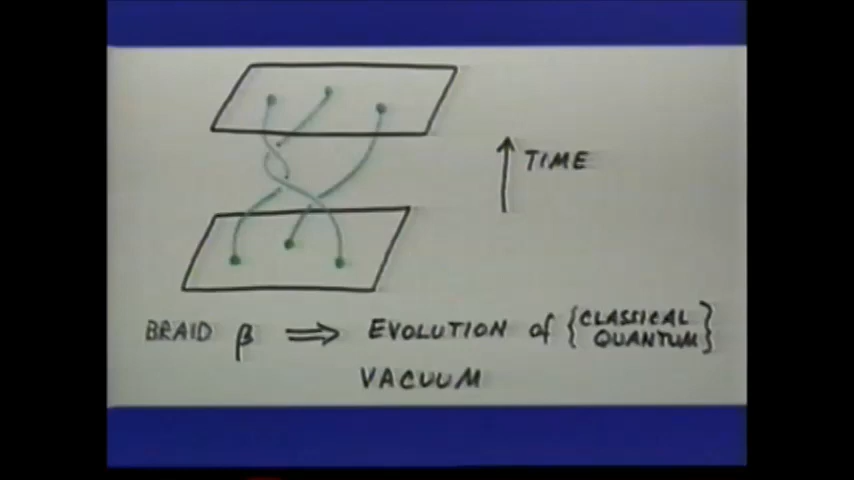 TIME
BRAID β ⟹ EVOLUTION of {CLASSICAL
QUANTUM}
VACUUM